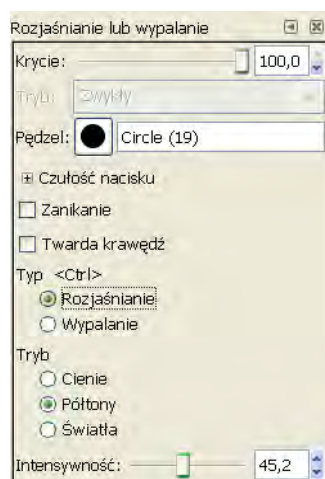 Rozjaśnianie lub wypalanie
Krycie: 100,0
Tryb: Zwykły
Pędzel: Circle (19)
Czułość nacisku
Zanikanie
Twarda krawędź
Typ <Ctrl>
Rozjaśnianie
Wypalanie
Tryb
Cienie
Półtony
Światła
Intensywność: 45,2